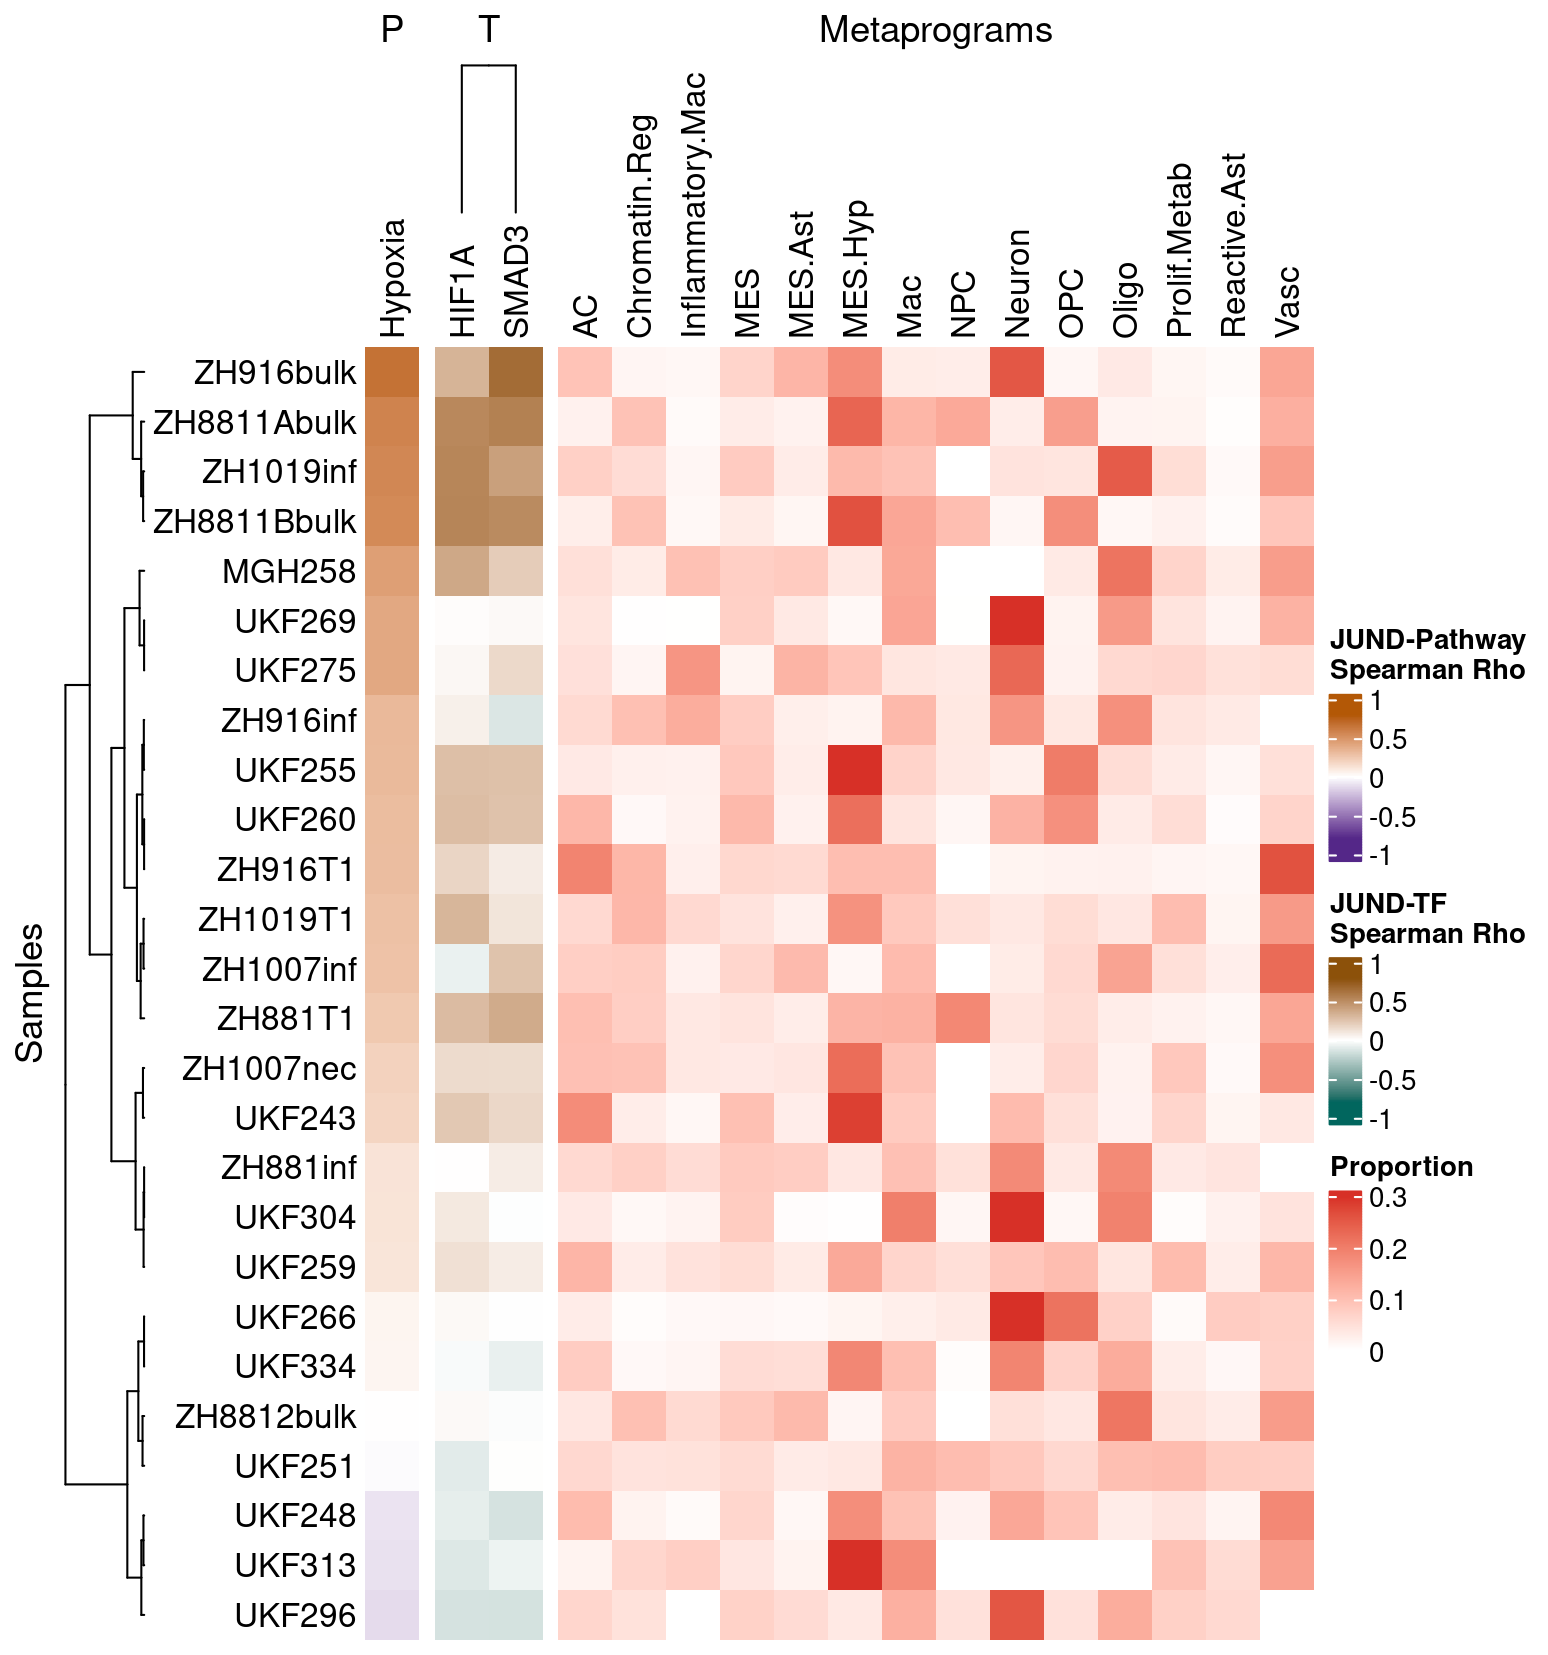 P T Metaprograms
Hypoxia HIF1A SMAD3 AC Chromatin.Reg Inflammatory.Mac MES MES.Ast MES.Hyp Mac NPC Neuron OPC Oligo Prolif.Metab Reactive.Ast Vasc
Samples
ZH916bulk
ZH8811Abulk
ZH1019inf
ZH8811Bbulk
MGH258
UKF269
UKF275
ZH916inf
UKF255
UKF260
ZH916T1
ZH1019T1
ZH1007inf
ZH881T1
ZH1007nec
UKF243
ZH881inf
UKF304
UKF259
UKF266
UKF334
ZH8812bulk
UKF251
UKF248
UKF313
UKF296
JUND-Pathway
Spearman Rho
1
0.5
0
-0.5
-1
JUND-TF
Spearman Rho
1
0.5
0
-0.5
-1
Proportion
0.3
0.2
0.1
0